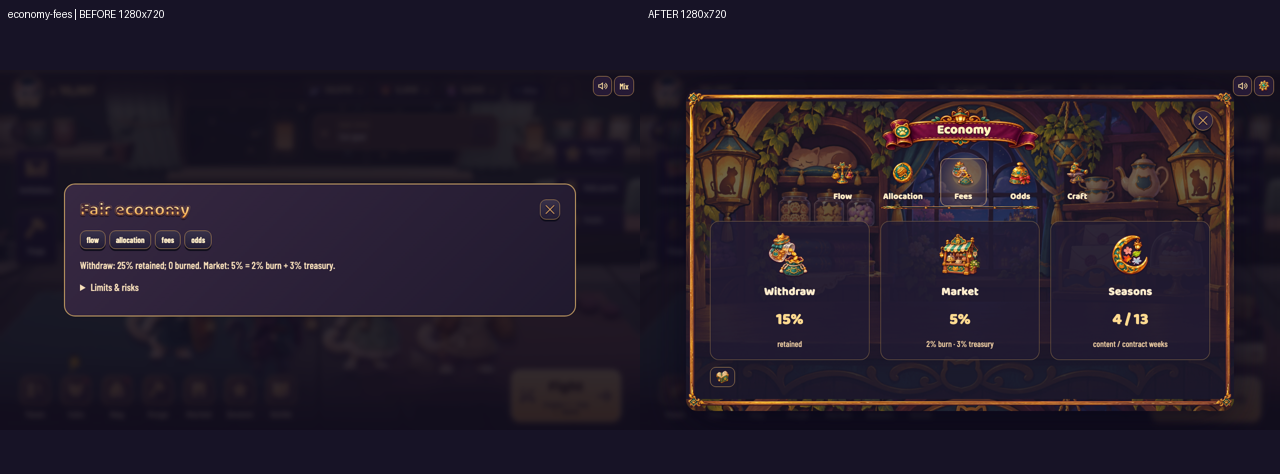 economy-fees | BEFORE 1280x720
AFTER 1280x720
Mix
Fair economy
flow allocation fees odds
Withdraw: 25% retained; 0 burned. Market: 5% = 2% burn + 3% treasury.
Limits & risks
Economy
Flow Allocation Fees Odds Craft
Withdraw Market Seasons
15% 5% 4 / 13
retained 2% burn · 3% treasury content / contract weeks